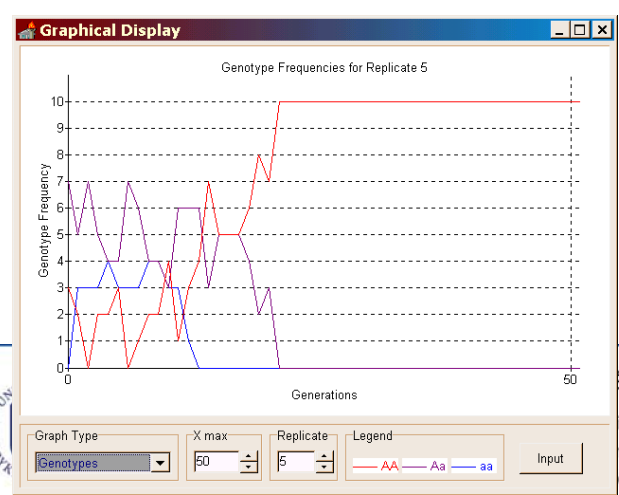 Graphical Display
Genotype Frequencies for Replicate 5
10
9
8
7
6
5
4
3
2
1
0
Genotype Frequency
0 50
Generations
Graph Type X max Replicate Legend
Genotypes 50 5 AA Aa aa Input